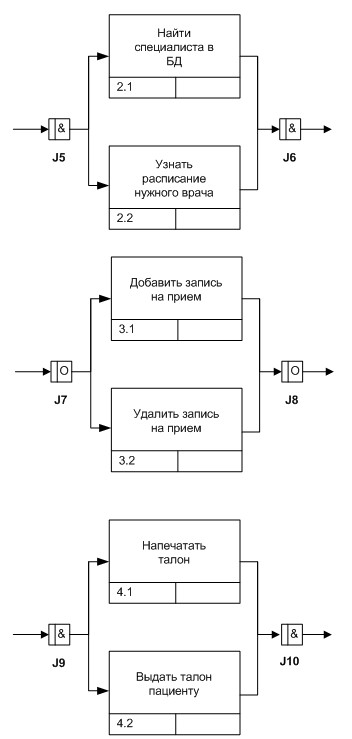 Найти
специалиста в
БД
2.1
&
&
J5
J6
Узнать
расписание
нужного врача
2.2
Добавить запись
на прием
3.1
O
O
J7
J8
Удалить запись
на прием
3.2
Напечатать
талон
4.1
&
&
J9
J10
Выдать талон
пациенту
4.2